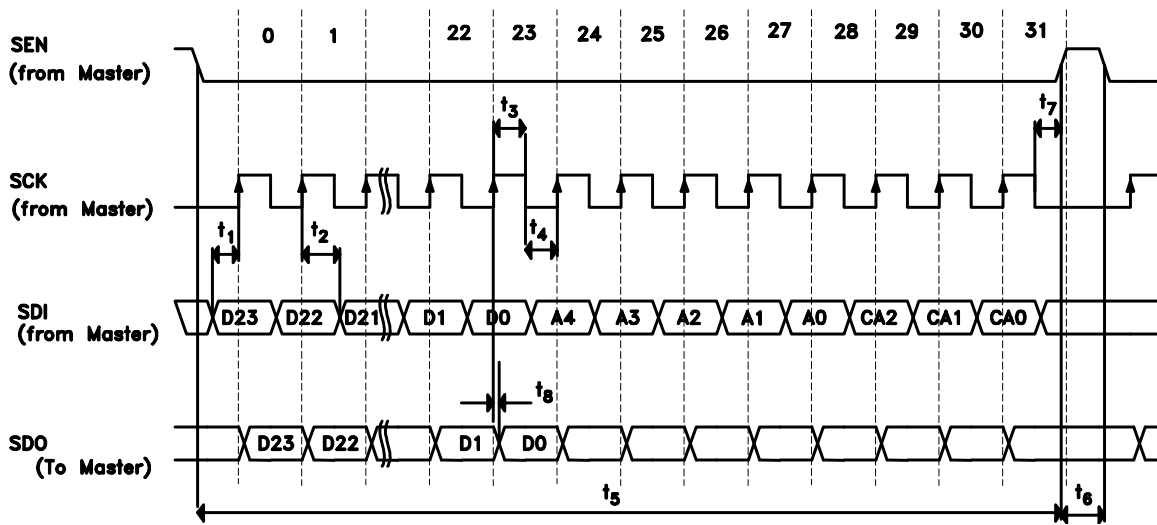 0 1 22 23 24 25 26 27 28 29 30 31
SEN
(from Master)
t3 t7
SCK
(from Master)
t1 t2 t4
SDI
(from Master)
D23 D22 D21 D1 D0 A4 A3 A2 A1 A0 CA2 CA1 CA0
t8
SDO
(To Master)
D23 D22 D1 D0
t5 t6